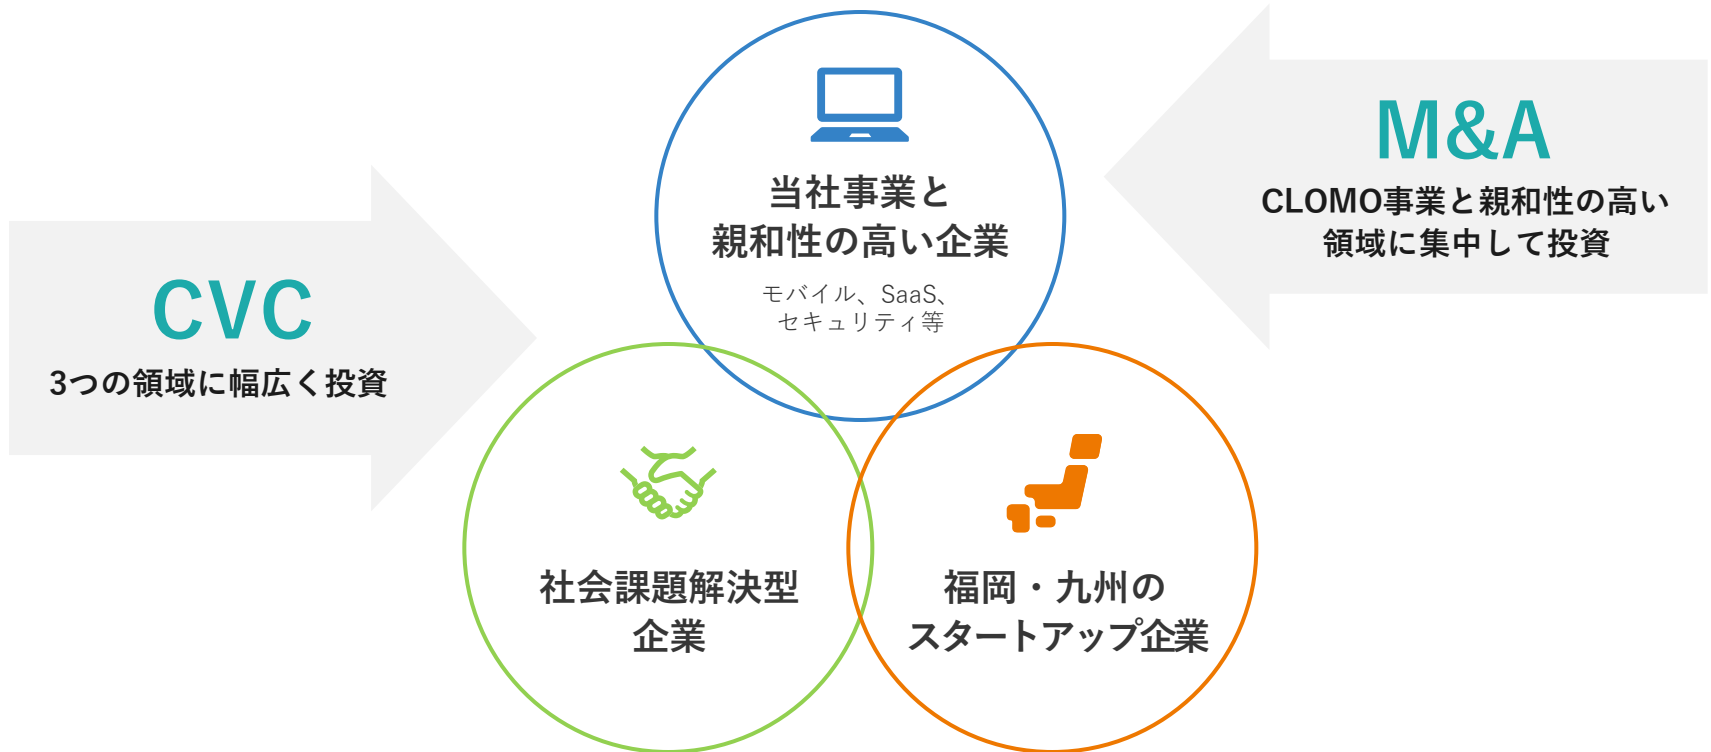 CVC
3つの領域に幅広く投資
当社事業と
親和性の高い企業
モバイル、SaaS、
セキュリティ等
M&A
CLOMO事業と親和性の高い
領域に集中して投資
社会課題解決型
企業
福岡・九州の
スタートアップ企業